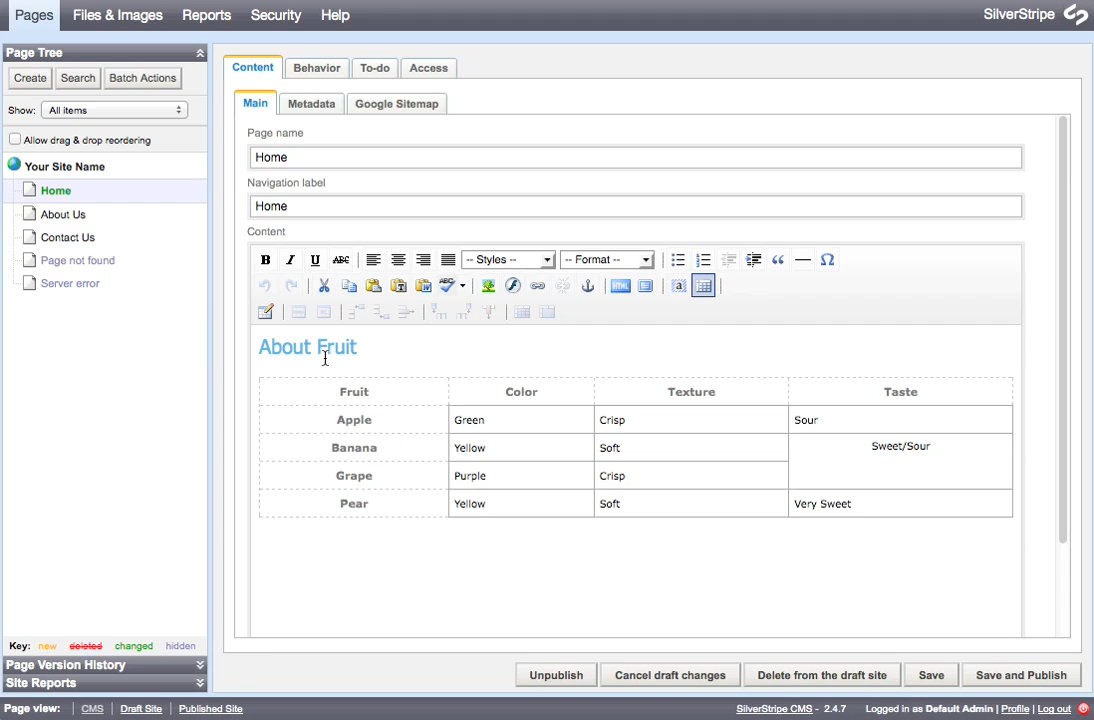 Pages Files & Images Reports Security Help SilverStripe
Page Tree
Create Search Batch Actions
Show: All items
Allow drag & drop reordering
Your Site Name
Home
About Us
Contact Us
Page not found
Server error
Key: new deleted changed hidden
Page Version History
Site Reports
Content Behavior To-do Access
Main Metadata Google Sitemap
Page name
Home
Navigation label
Home
Content
B I U ABC -- Styles -- -- Format --
ABC HTML a
About Fruit
Fruit Color Texture Taste
Apple Green Crisp Sour
Banana Yellow Soft Sweet/Sour
Grape Purple Crisp
Pear Yellow Soft Very Sweet
Unpublish Cancel draft changes Delete from the draft site Save Save and Publish
Page view: CMS | Draft Site | Published Site SilverStripe CMS - 2.4.7 Logged in as Default Admin | Profile | Log out